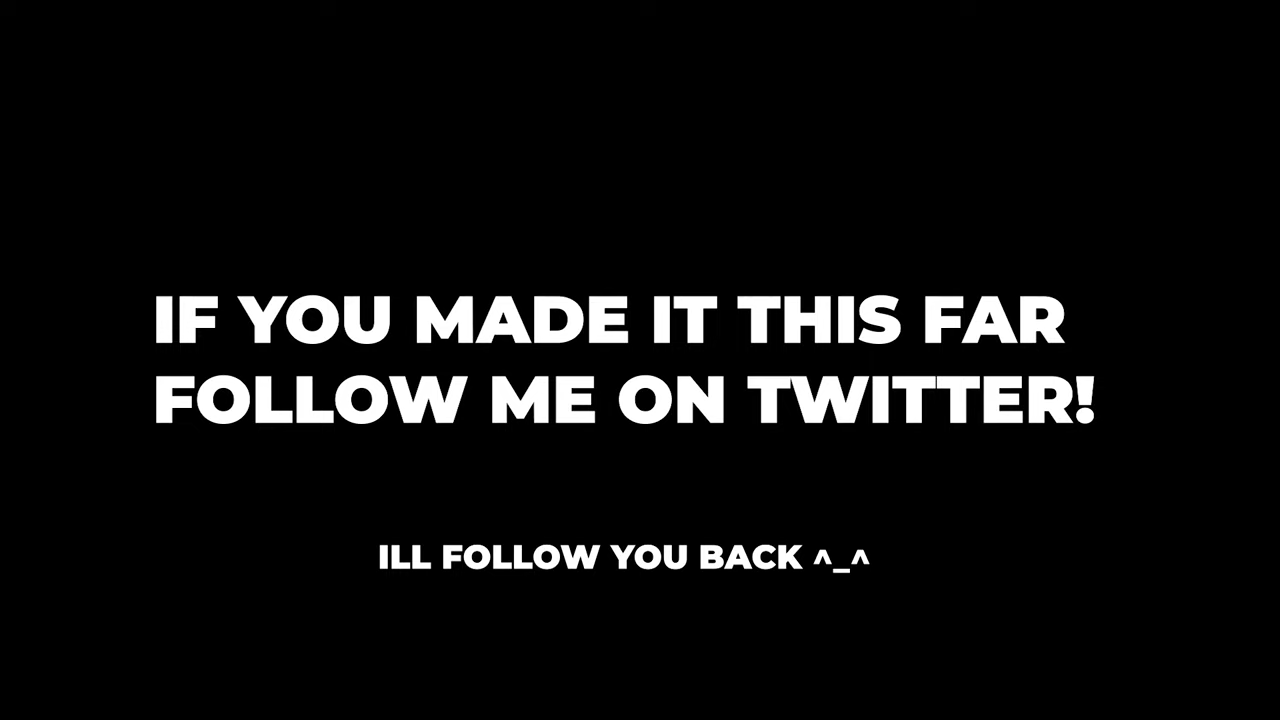 IF YOU MADE IT THIS FAR
FOLLOW ME ON TWITTER!
ILL FOLLOW YOU BACK ^_^